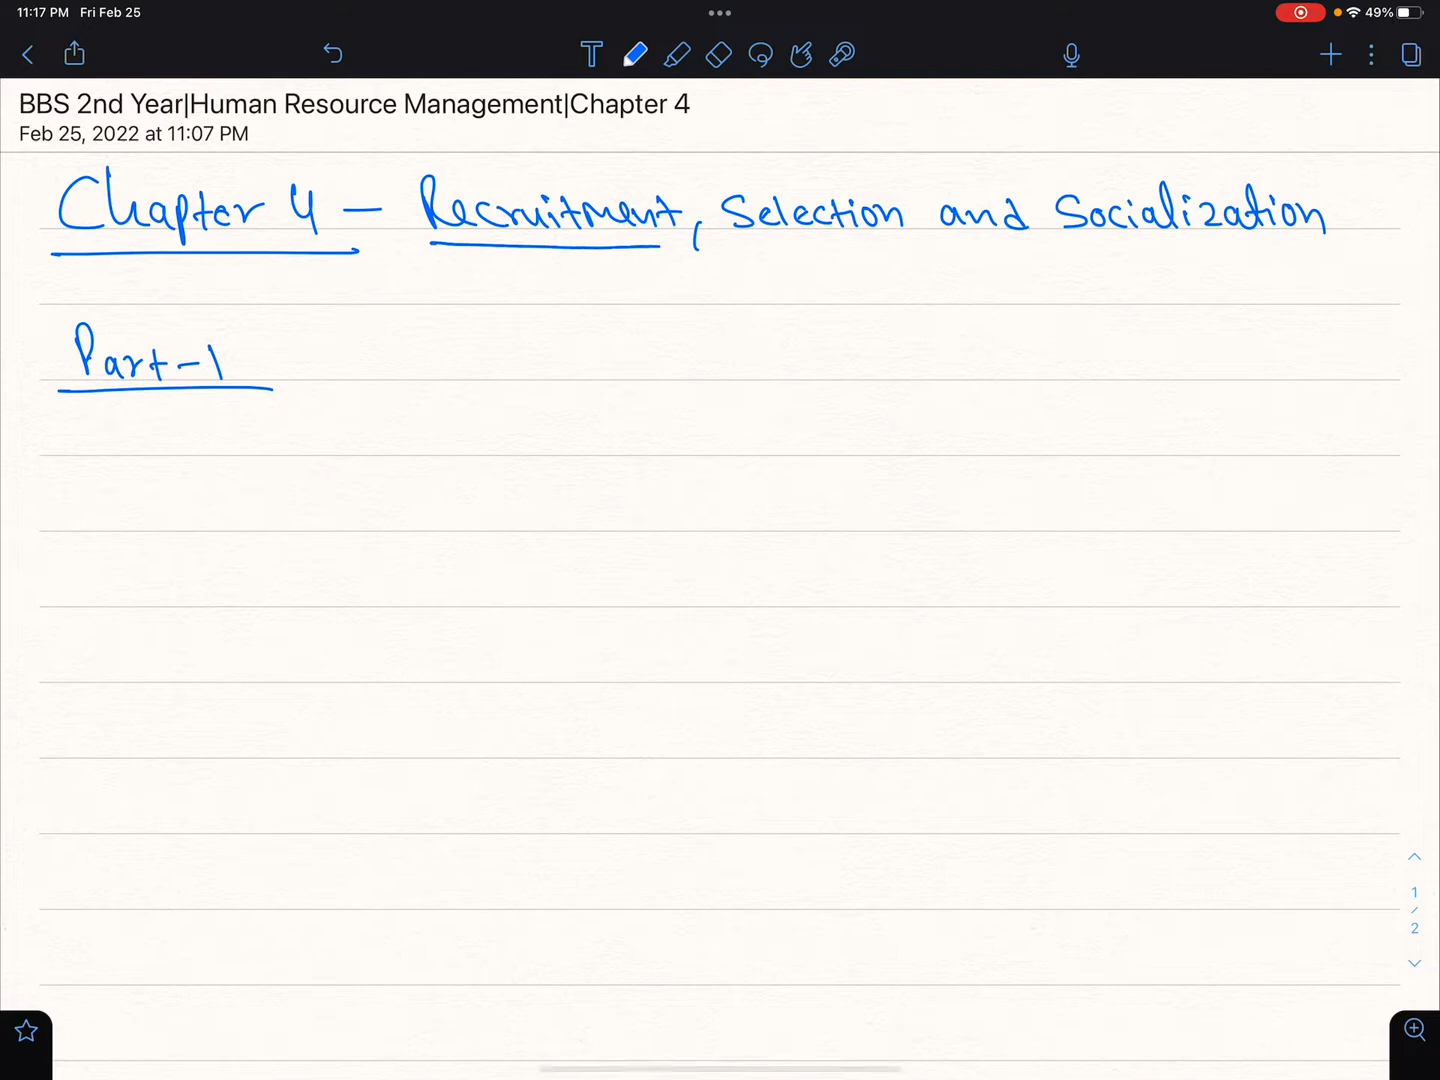 11:17 PM Fri Feb 25
49%
BBS 2nd Year|Human Resource Management|Chapter 4
Feb 25, 2022 at 11:07 PM
Chapter 4 - Recruitment, Selection and Socialization
Part-1
1
/
2